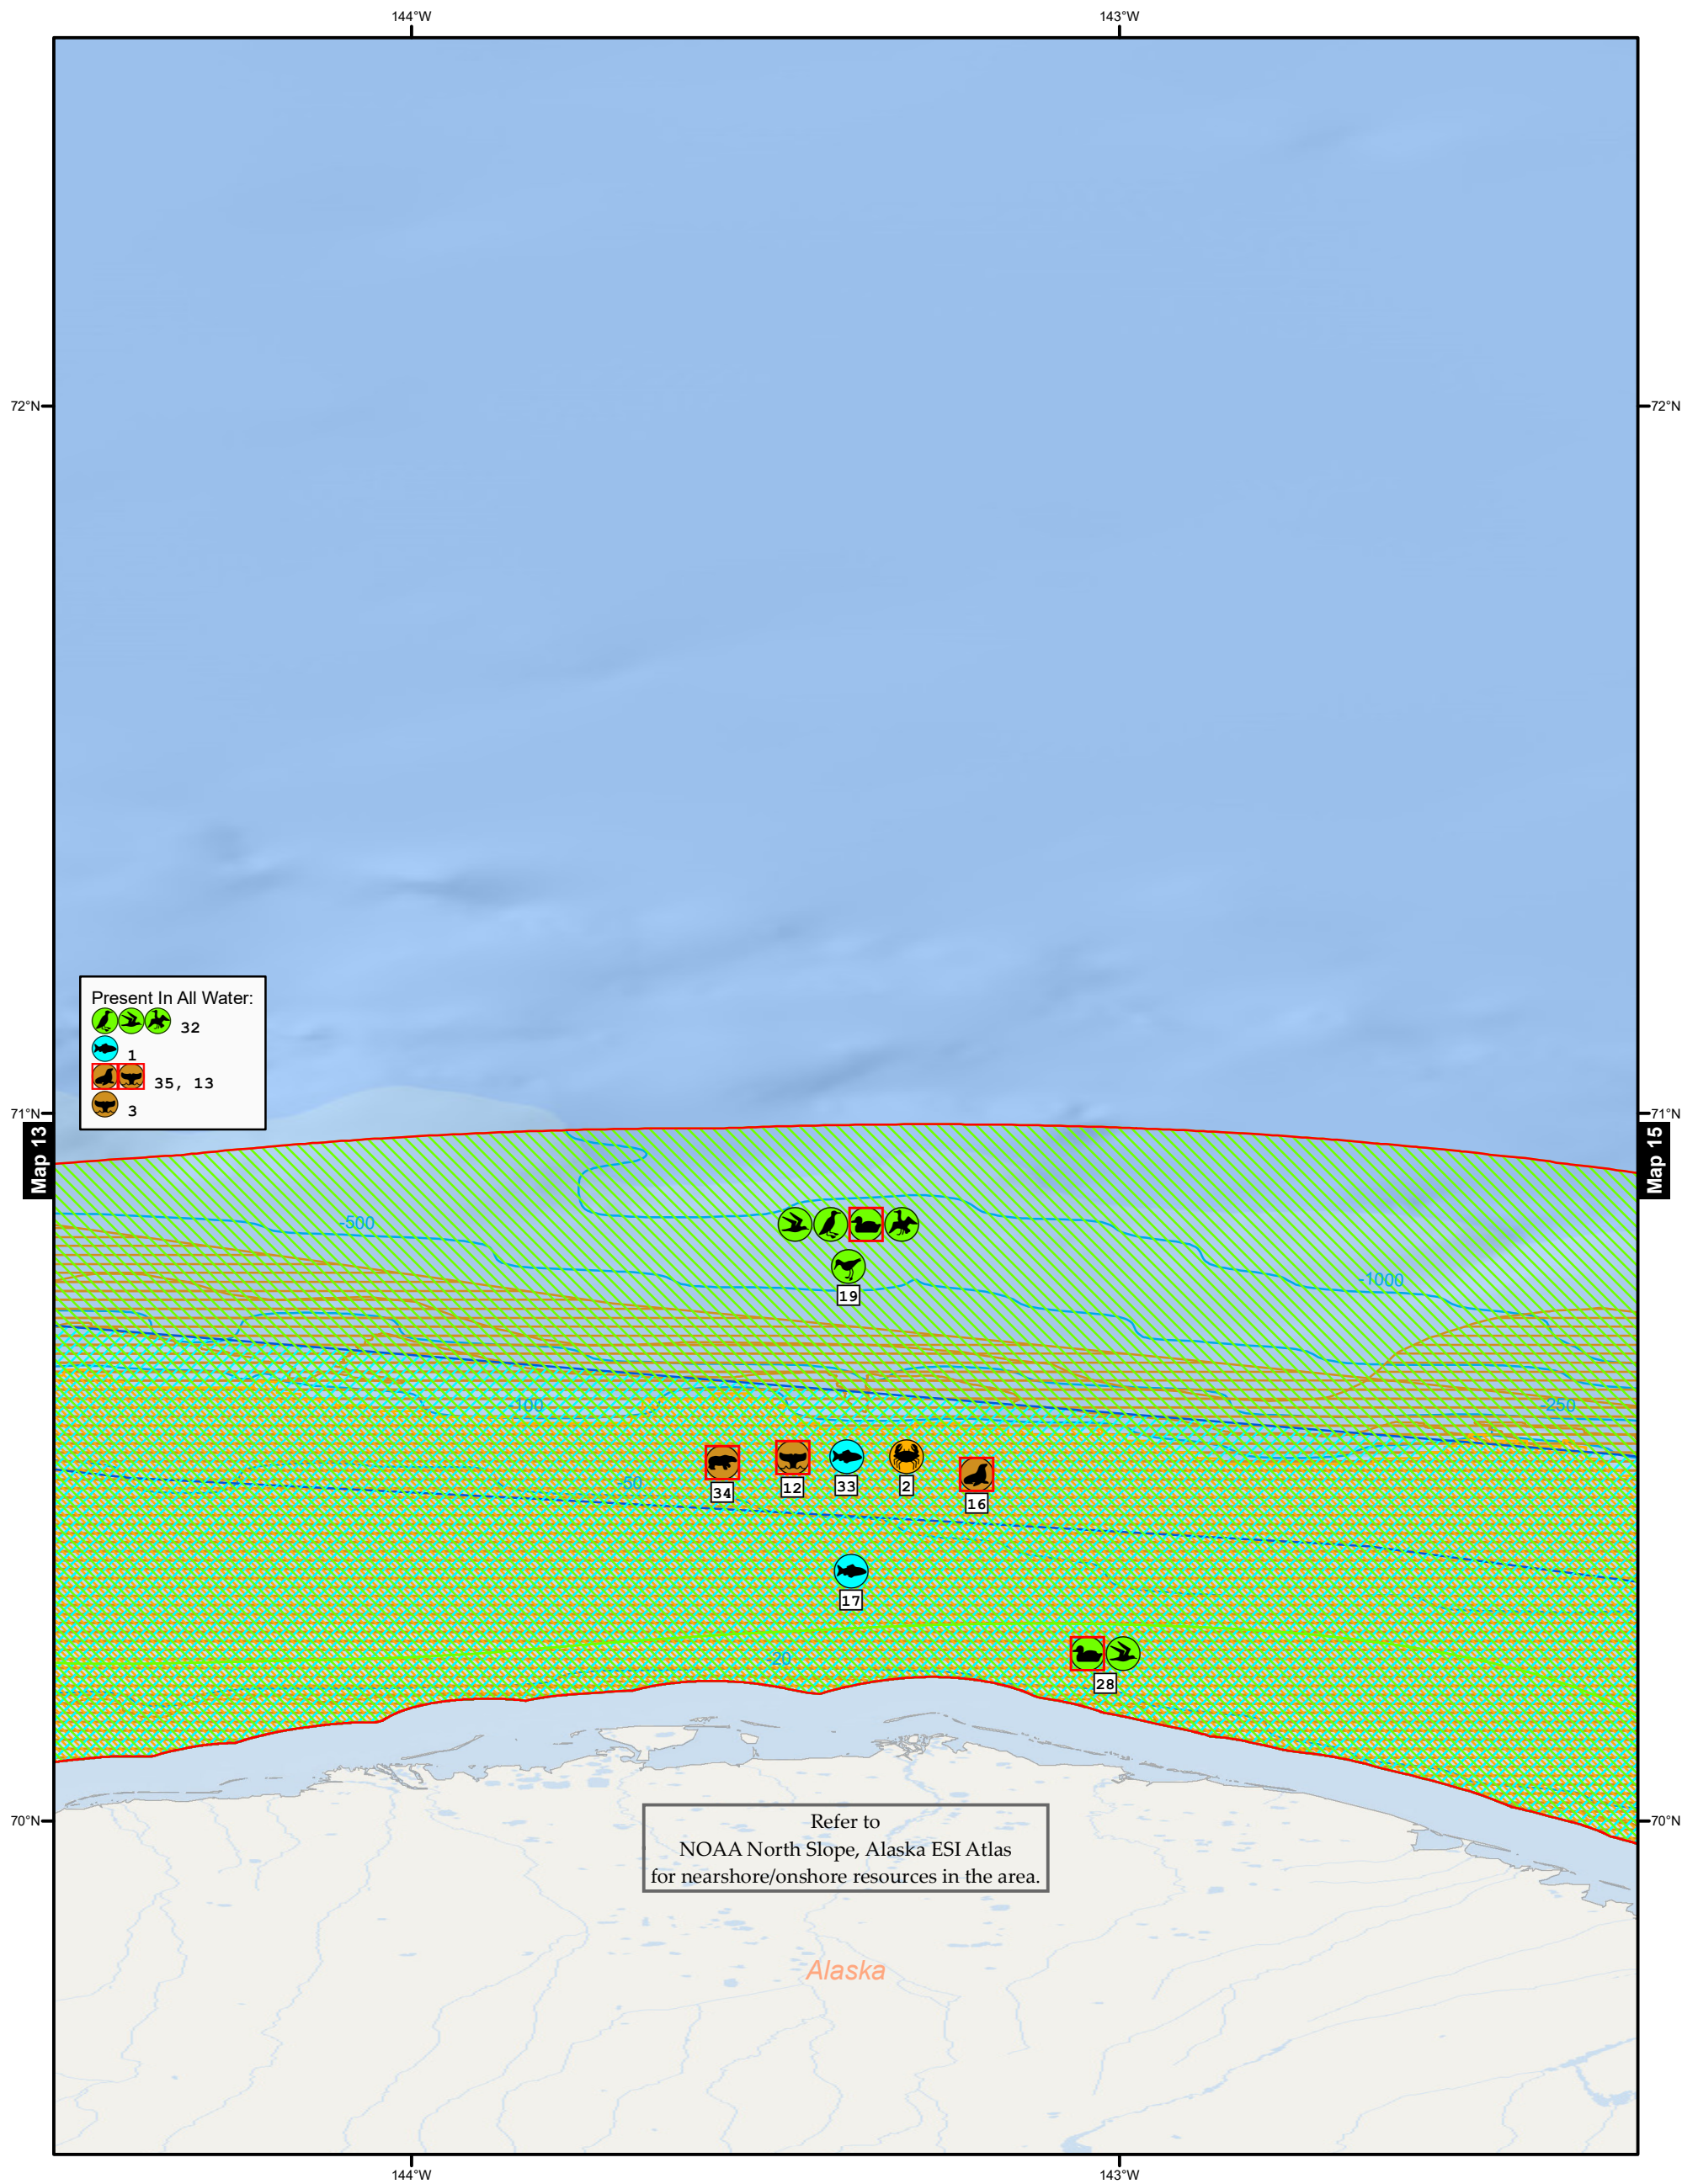 144°W
143°W
72°N
72°N
Present In All Water:
32
1
35, 13
3
71°N
71°N
Map 13
Map 15
-500
-1000
19
-100
-250
34
12
33
2
16
-50
17
-20
28
70°N
70°N
Refer to
NOAA North Slope, Alaska ESI Atlas
for nearshore/onshore resources in the area.
Alaska
144°W
143°W